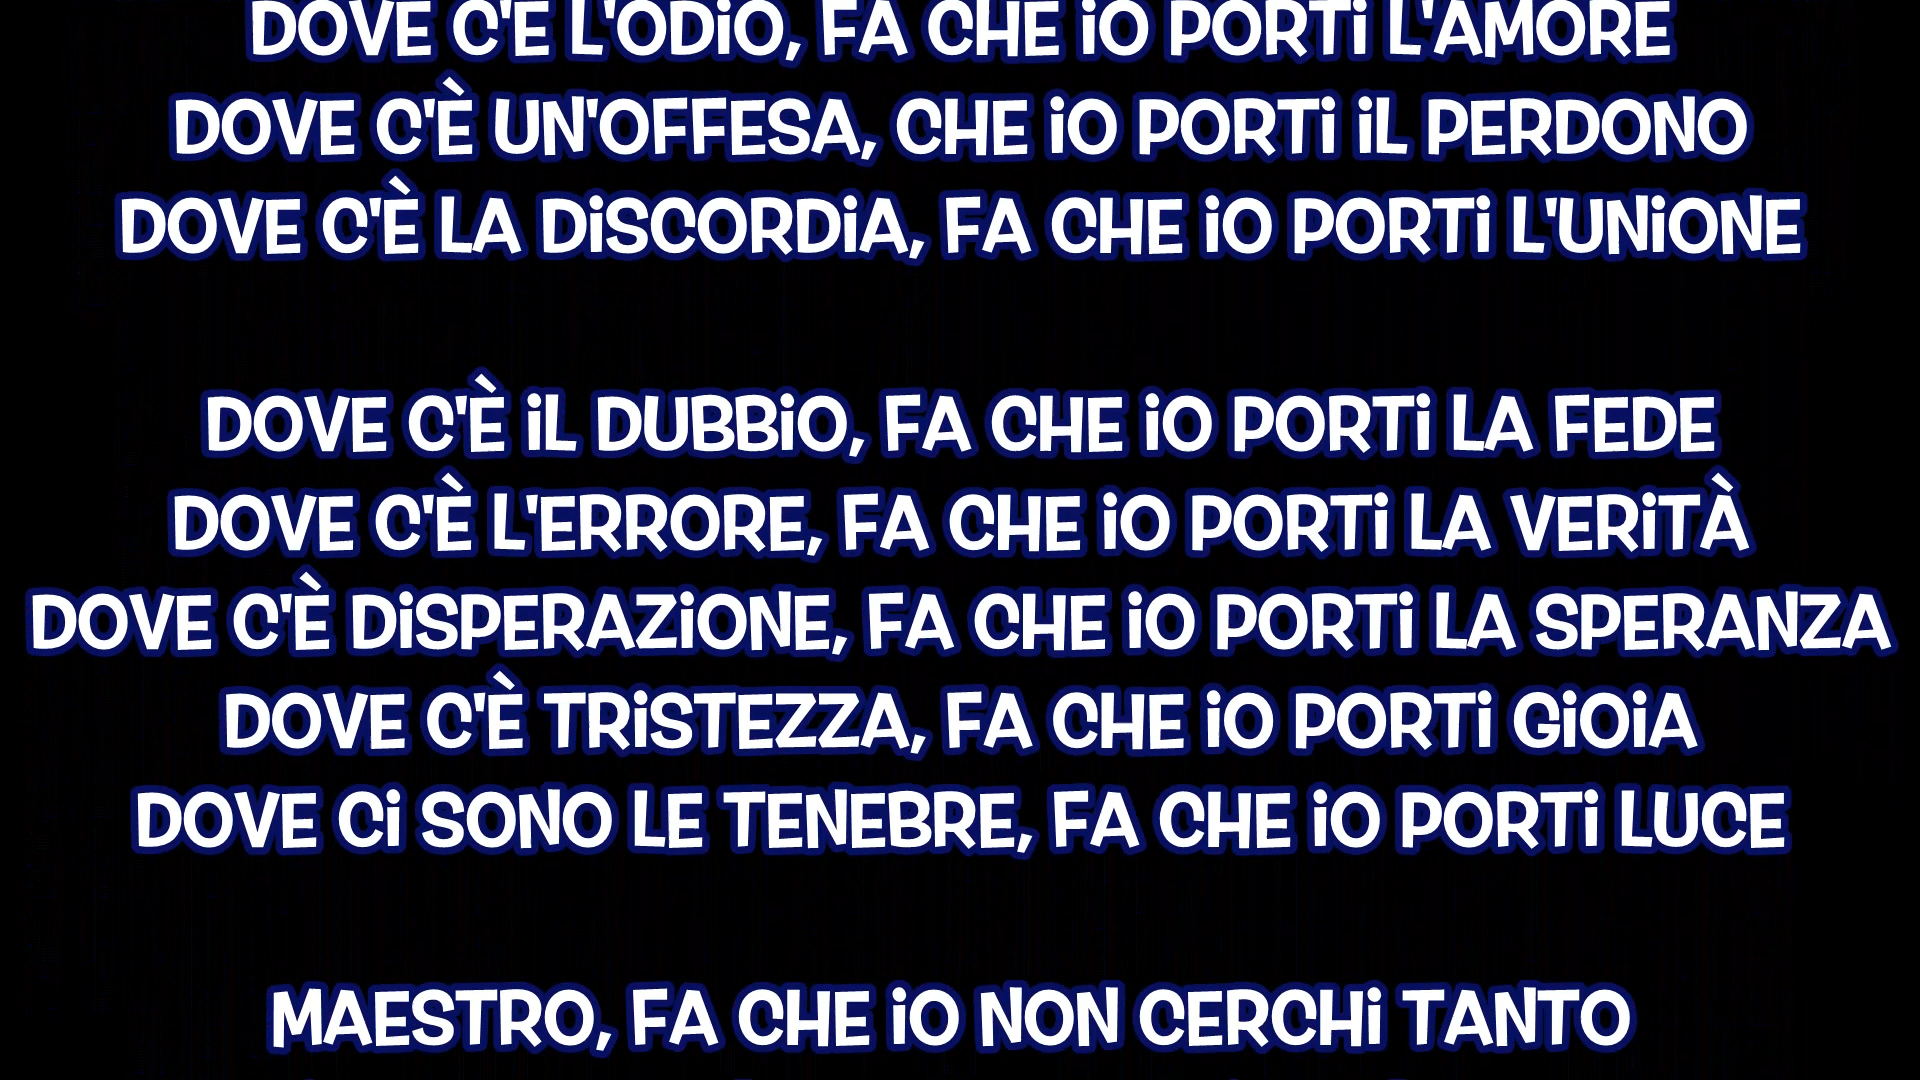 DOVE C'È L'ODiO, FA CHE iO PORTi L'AMORE
DOVE C'È UN'OFFESA, CHE iO PORTi iL PERDONO
DOVE C'È LA DiSCORDiA, FA CHE iO PORTi L'UNiONE
DOVE C'È iL DUBBiO, FA CHE iO PORTi LA FEDE
DOVE C'È L'ERRORE, FA CHE iO PORTi LA VERiTÀ
DOVE C'È DiSPERAZiONE, FA CHE iO PORTi LA SPERANZA
DOVE C'È TRiSTEZZA, FA CHE iO PORTi GiOiA
DOVE Ci SONO LE TENEBRE, FA CHE iO PORTi LUCE
MAESTRO, FA CHE iO NON CERCHi TANTO